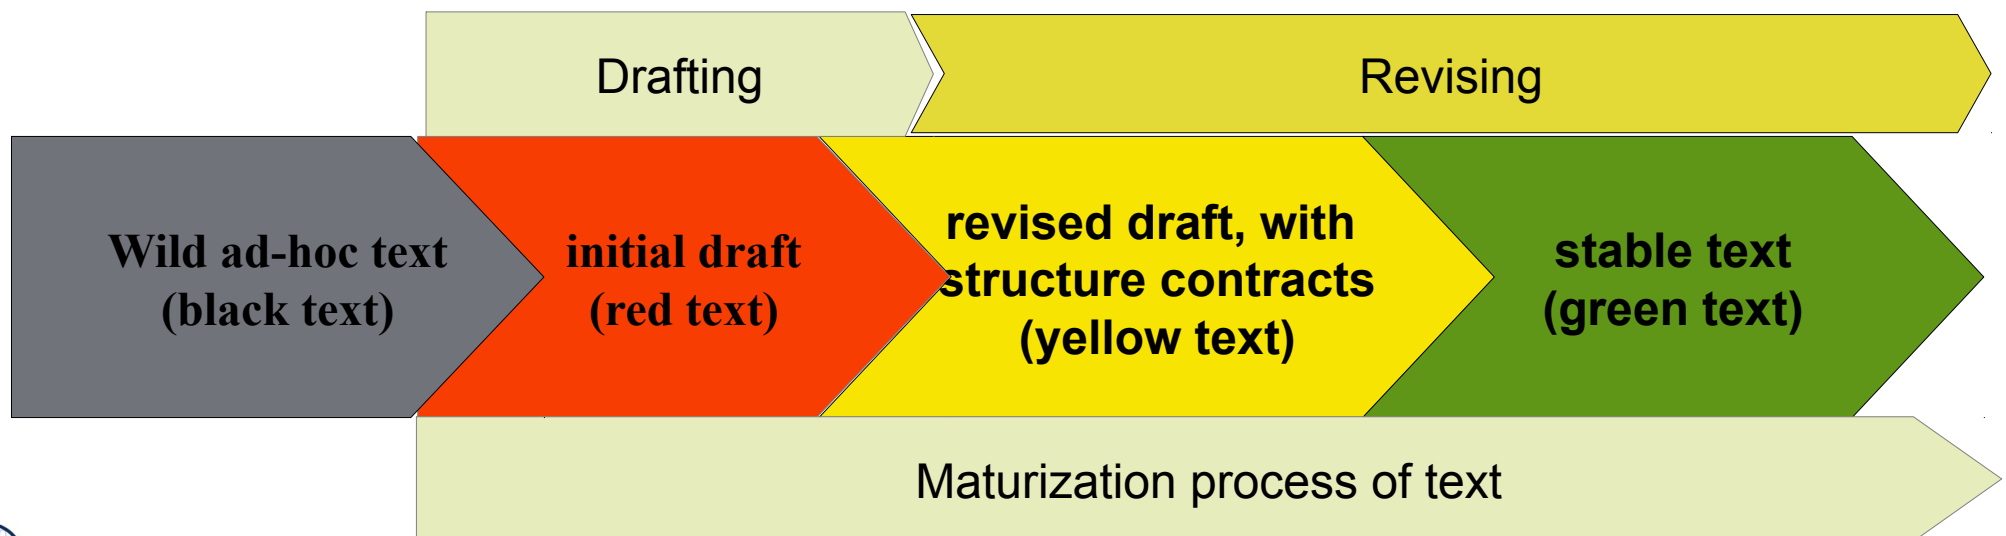 Drafting
Revising
Wild ad-hoc text
(black text)
initial draft
(red text)
revised draft, with
structure contracts
(yellow text)
stable text
(green text)
Maturization process of text